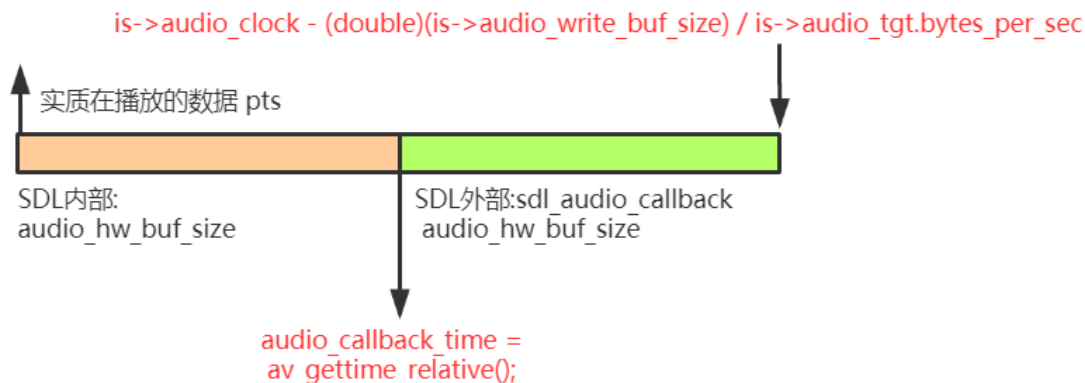 is->audio_clock - (double)(is->audio_write_buf_size) / is->audio_tgt.bytes_per_sec
实质在播放的数据 pts
SDL内部:
audio_hw_buf_size
SDL外部:sdl_audio_callback
audio_hw_buf_size
audio_callback_time =
av_gettime_relative();